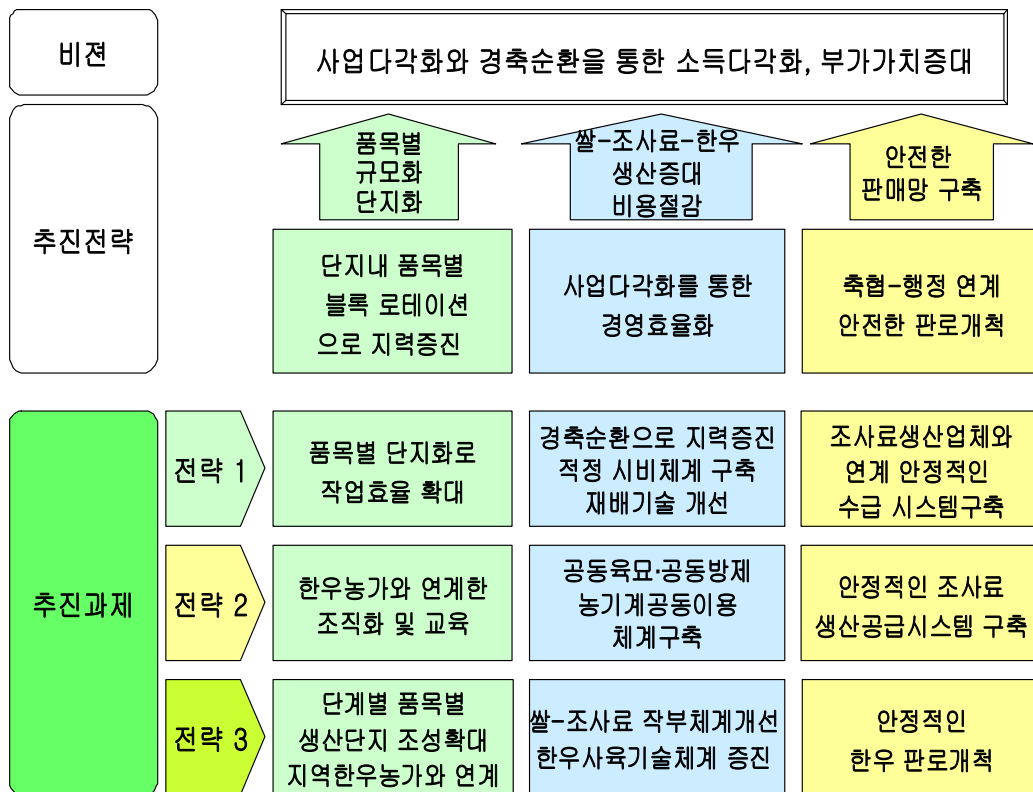 비젼
사업다각화와 경축순환을 통한 소득다각화, 부가가치증대
추진전략
품목별
규모화
단지화
쌀-조사료-한우
생산증대
비용절감
안전한
판매망 구축
단지내 품목별
블록 로테이션
으로 지력증진
사업다각화를 통한
경영효율화
축협-행정 연계
안전한 판로개척
추진과제
전략 1
품목별 단지화로
작업효율 확대
경축순환으로 지력증진
적정 시비체계 구축
재배기술 개선
조사료생산업체와
연계 안정적인
수급 시스템구축
전략 2
한우농가와 연계한
조직화 및 교육
공동육묘·공동방제
농기계공동이용
체계구축
안정적인 조사료
생산공급시스템 구축
전략 3
단계별 품목별
생산단지 조성확대
지역한우농가와 연계
쌀-조사료 작부체계개선
한우사육기술체계 증진
안정적인
한우 판로개척